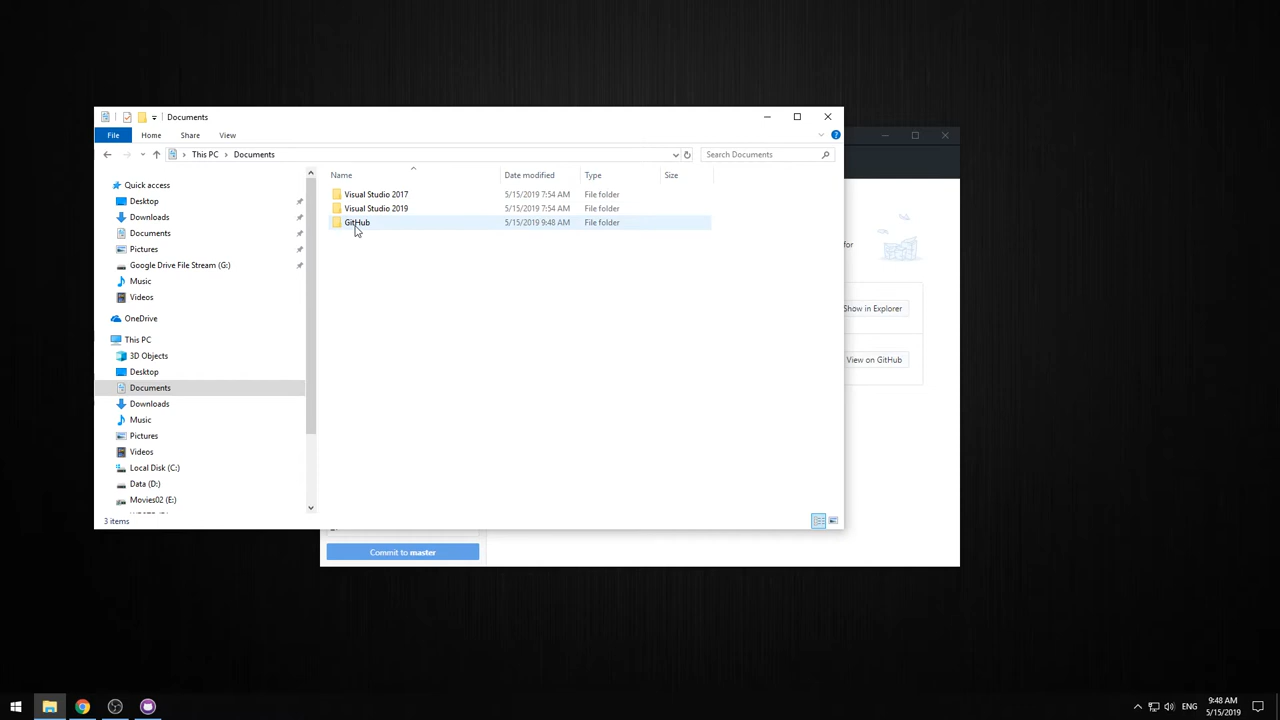 Documents
File
Home
Share
View
This PC
Documents
Search Documents
Name
Date modified
Type
Size
Quick access
Desktop
Downloads
Documents
Pictures
Google Drive File Stream (G:)
Music
Videos
OneDrive
This PC
3D Objects
Desktop
Documents
Downloads
Music
Pictures
Videos
Local Disk (C:)
Data (D:)
Movies02 (E:)
Visual Studio 2017 5/15/2019 7:54 AM File folder
Visual Studio 2019 5/15/2019 7:54 AM File folder
GitHub 5/15/2019 9:48 AM File folder
3 items
for
Show in Explorer
View on GitHub
Commit to master
ENG
9:48 AM
5/15/2019